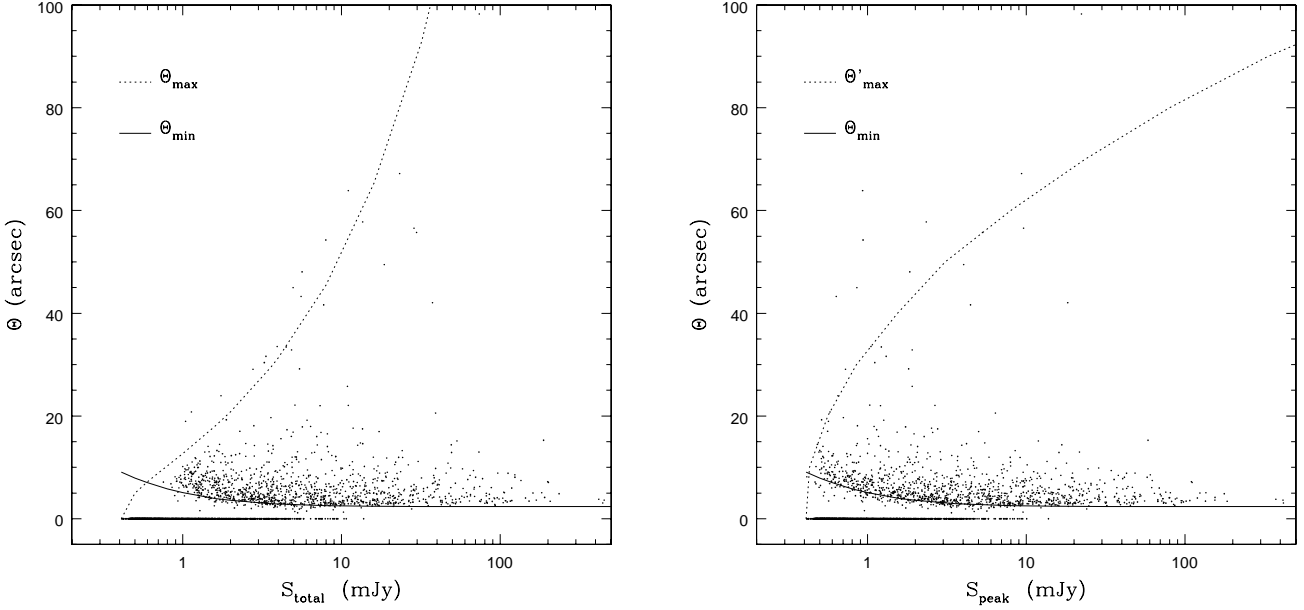 100
80
60
40
20
0
Θ (arcsec)
Θmax
Θmin
1
10
100
Stotal (mJy)
100
80
60
40
20
0
Θ (arcsec)
Θ'max
Θmin
1
10
100
Speak (mJy)